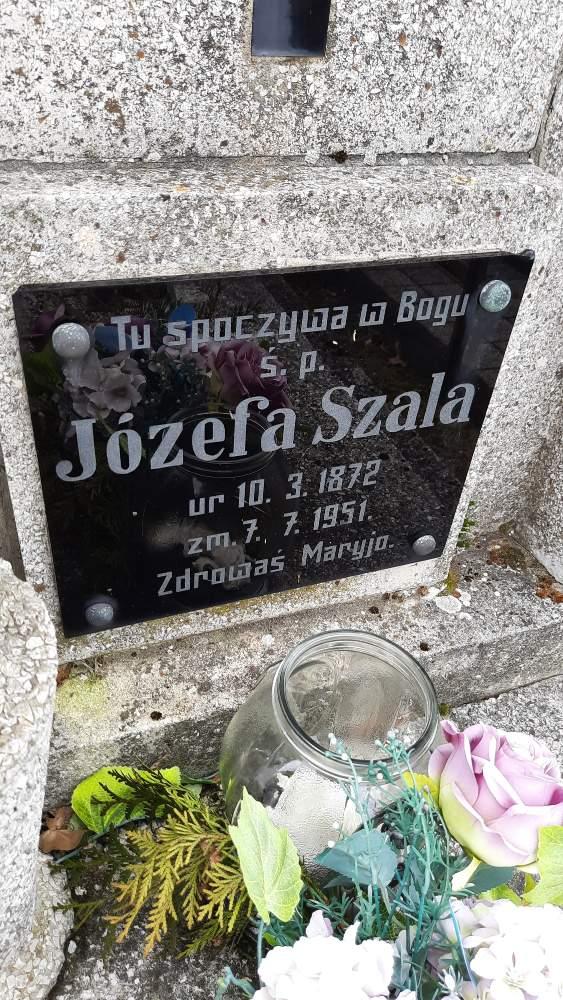 Tu spoczywa w Bogu
ś. p.
Józefa Szala
ur 10. 3. 1872
zm. 7. 7. 1951.
Zdrowaś Maryjo.